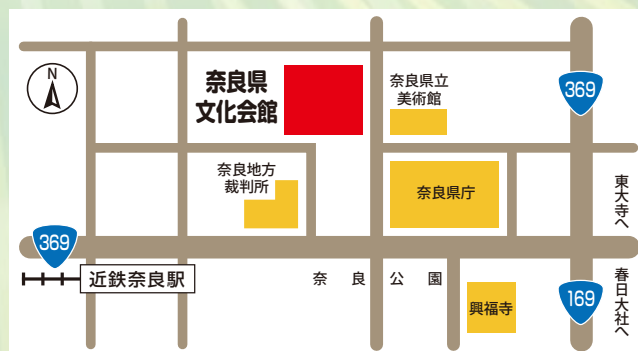 N
奈良県
文化会館
奈良県立
美術館
369
奈良地方
裁判所
奈良県庁
東大寺へ
369
近鉄奈良駅
奈良公園
興福寺
169
春日大社へ